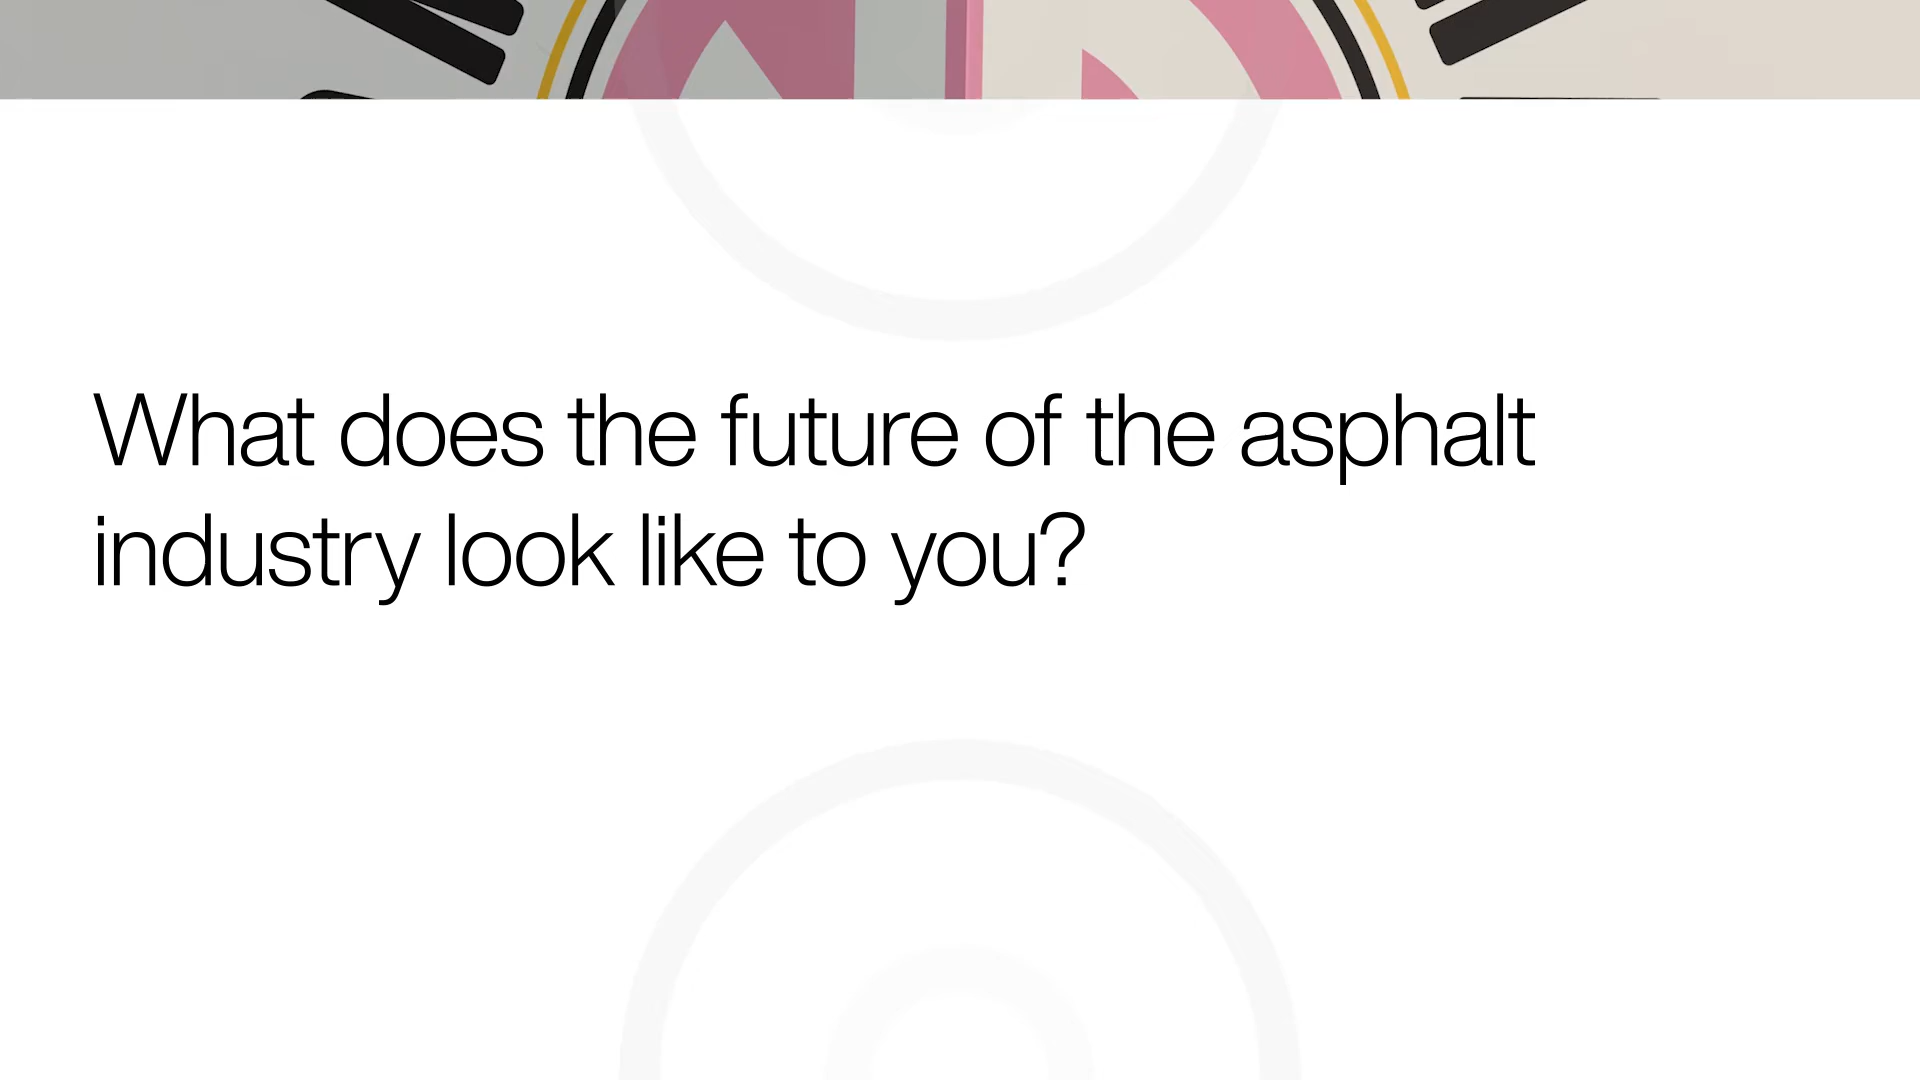 What does the future of the asphalt
industry look like to you?